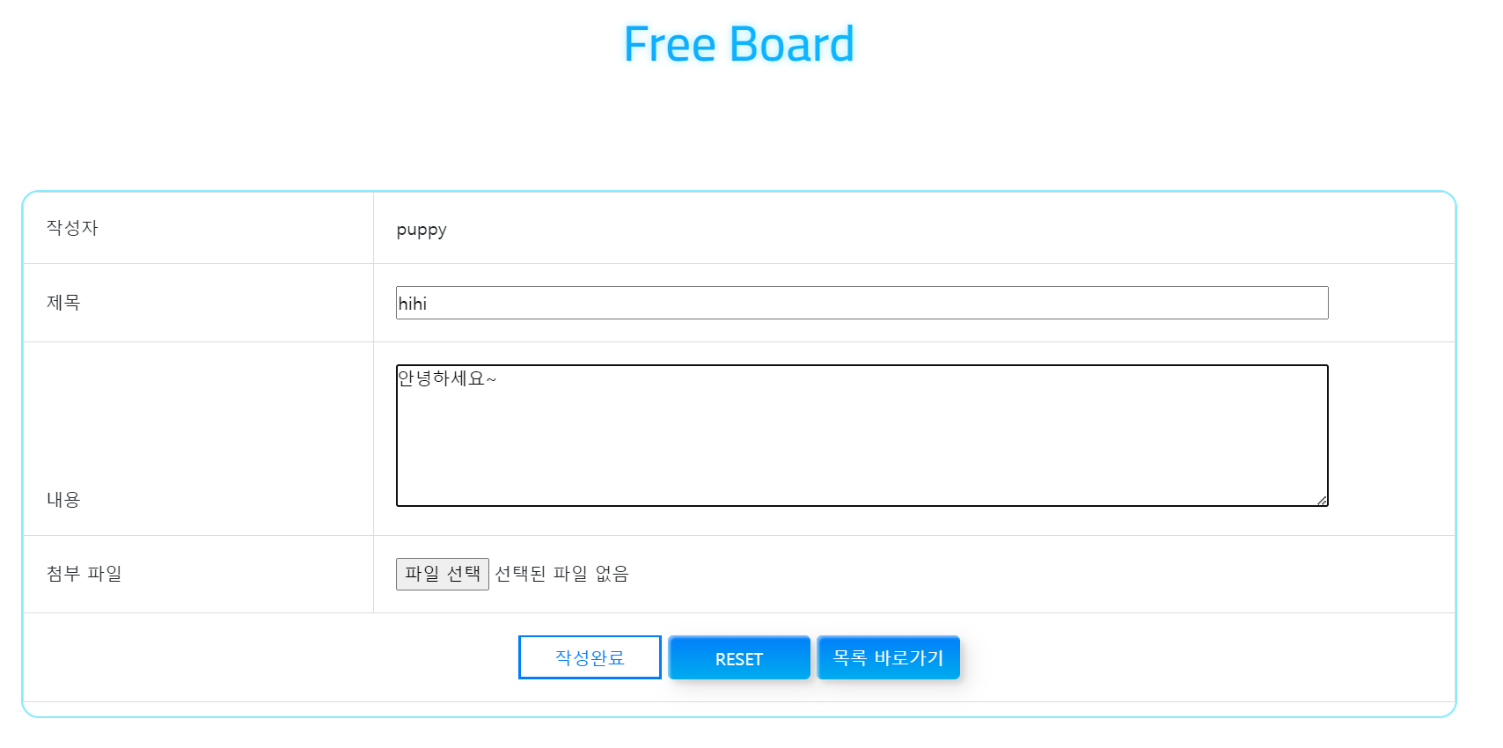 Free Board
작성자
puppy
제목
hihi
내용
안녕하세요~
첨부 파일
파일 선택 선택된 파일 없음
작성완료 RESET 목록 바로가기